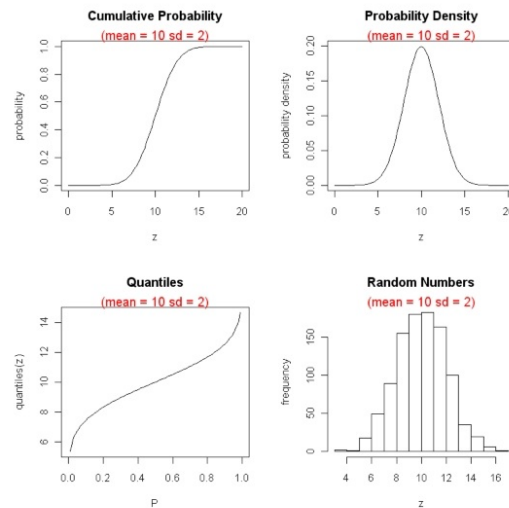 Cumulative Probability
(mean = 10 sd = 2)
probability
0.0 0.2 0.4 0.6 0.8 1.0
0 5 10 15 20
z
Probability Density
(mean = 10 sd = 2)
probability density
0.00 0.05 0.10 0.15 0.20
0 5 10 15 20
z
Quantiles
(mean = 10 sd = 2)
quantiles(z)
6 8 10 12 14
0.0 0.2 0.4 0.6 0.8 1.0
P
Random Numbers
(mean = 10 sd = 2)
frequency
0 50 100 150
4 6 8 10 12 14 16
z